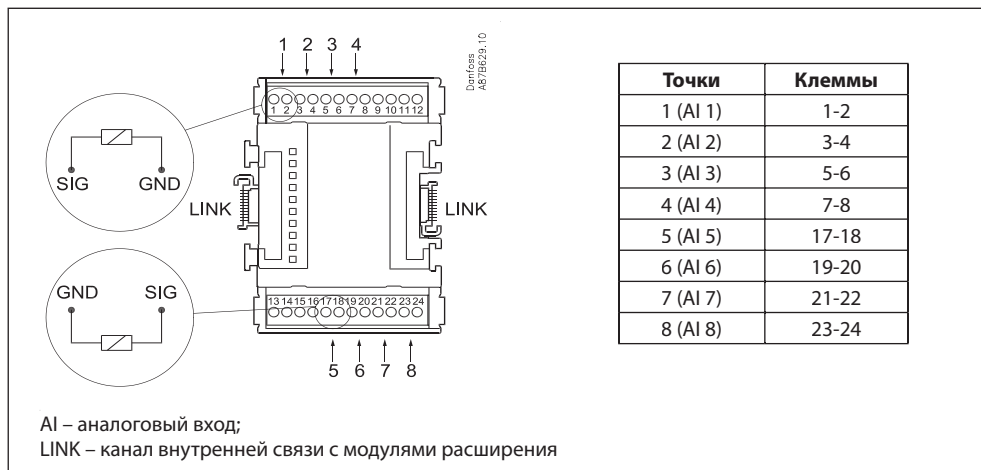 1 2 3 4
Danfoss
A87B629.10
1 2 3 4 5 6 7 8 9 10 11 12
SIG GND
LINK LINK
GND SIG
13 14 15 16 17 18 19 20 21 22 23 24
5 6 7 8
Точки Клеммы
1 (AI 1) 1-2
2 (AI 2) 3-4
3 (AI 3) 5-6
4 (AI 4) 7-8
5 (AI 5) 17-18
6 (AI 6) 19-20
7 (AI 7) 21-22
8 (AI 8) 23-24
AI – аналоговый вход;
LINK – канал внутренней связи с модулями расширения